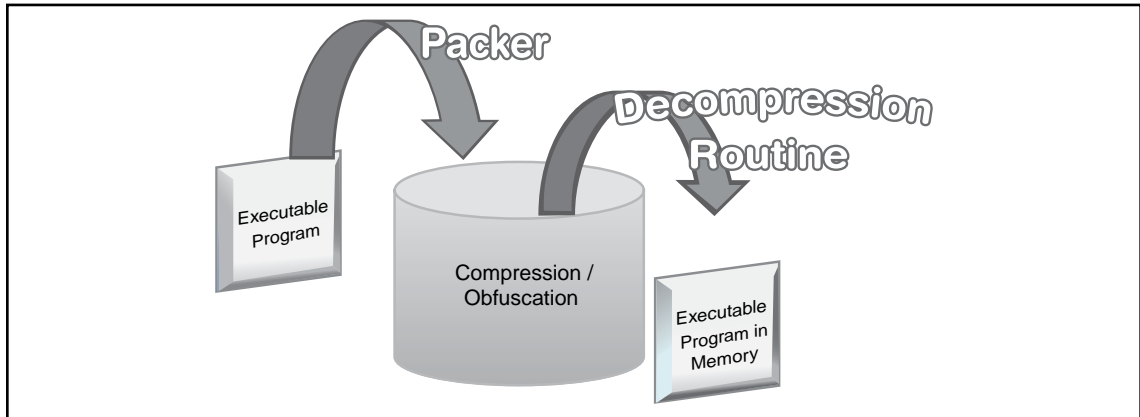 Packer
Decompression
Routine
Executable
Program
Compression /
Obfuscation
Executable
Program in
Memory